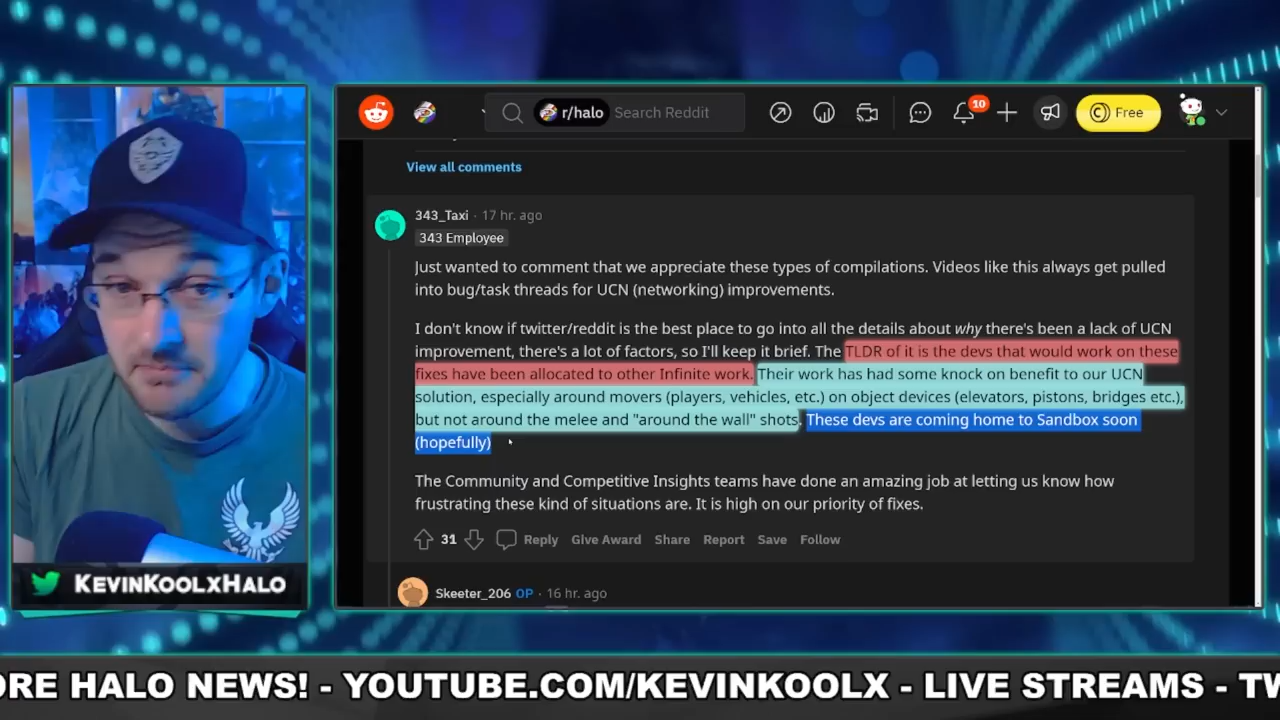 r/halo Search Reddit
10
Free
View all comments
343_Taxi · 17 hr. ago
343 Employee
Just wanted to comment that we appreciate these types of compilations. Videos like this always get pulled
into bug/task threads for UCN (networking) improvements.
I don't know if twitter/reddit is the best place to go into all the details about why there's been a lack of UCN
improvement, there's a lot of factors, so I'll keep it brief. The TLDR of it is the devs that would work on these
fixes have been allocated to other Infinite work. Their work has had some knock on benefit to our UCN
solution, especially around movers (players, vehicles, etc.) on object devices (elevators, pistons, bridges etc.),
but not around the melee and "around the wall" shots. These devs are coming home to Sandbox soon
(hopefully)
The Community and Competitive Insights teams have done an amazing job at letting us know how
frustrating these kind of situations are. It is high on our priority of fixes.
31 Reply Give Award Share Report Save Follow
Skeeter_206 OP · 16 hr. ago
KEVINKOOLXHALO
ORE HALO NEWS! - YOUTUBE.COM/KEVINKOOLX - LIVE STREAMS - TW